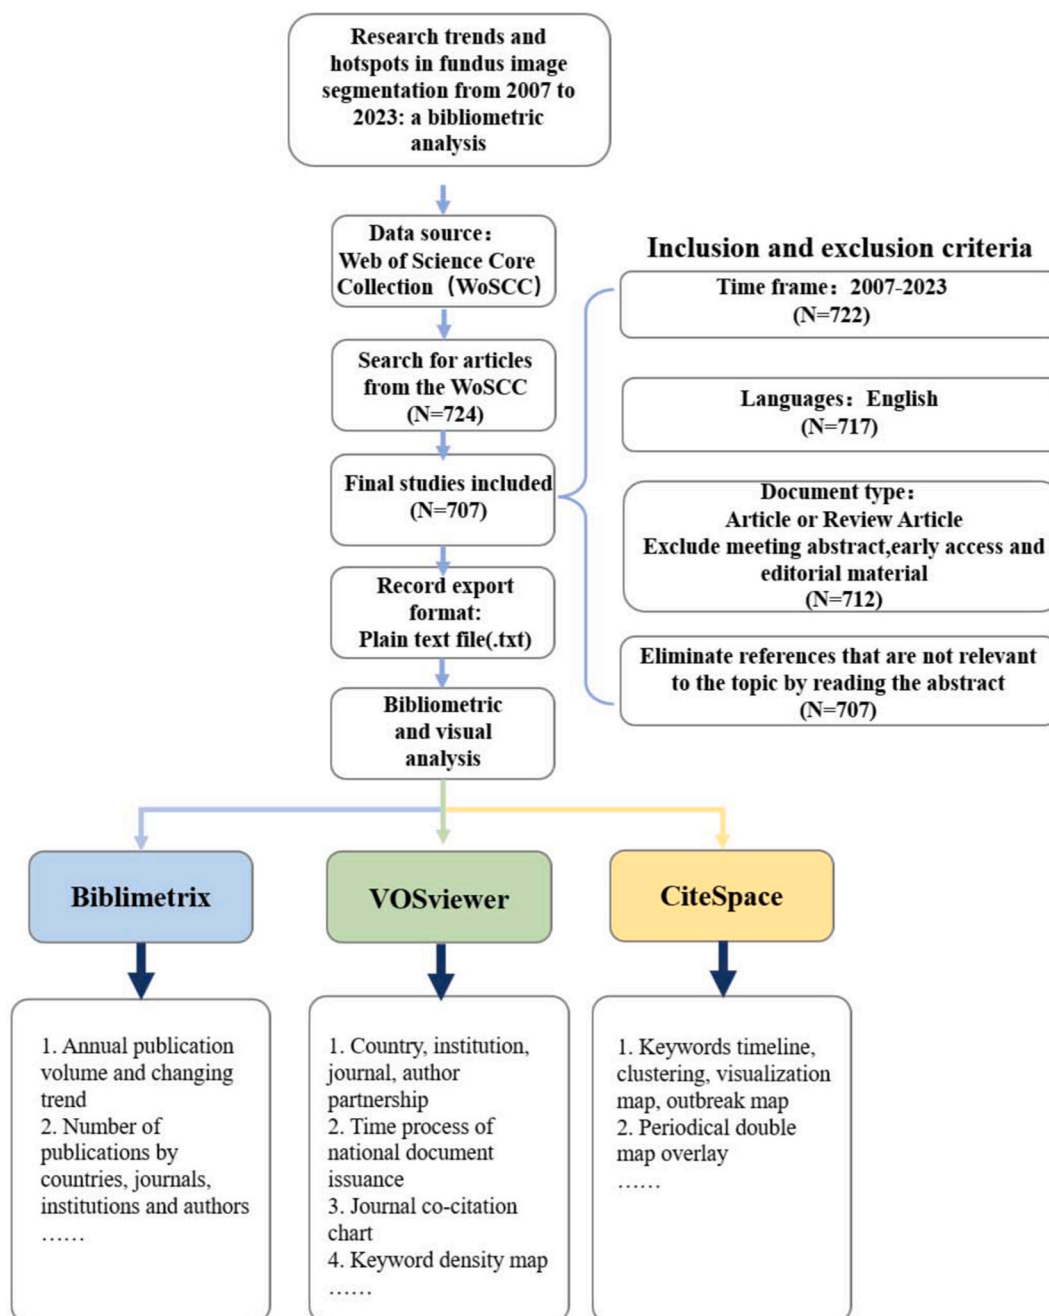 Research trends and
hotspots in fundus image
segmentation from 2007 to
2023: a bibliometric
analysis
Data source：
Web of Science Core
Collection（WoSCC）
Search for articles
from the WoSCC
(N=724)
Final studies included
(N=707)
Record export
format:
Plain text file(.txt)
Bibliometric
and visual
analysis
Inclusion and exclusion criteria
Time frame：2007-2023
(N=722)
Languages：English
(N=717)
Document type：
Article or Review Article
Exclude meeting abstract,early access and
editorial material
(N=712)
Eliminate references that are not relevant
to the topic by reading the abstract
(N=707)
Biblimetrix
1. Annual publication
volume and changing
trend
2. Number of
publications by
countries, journals,
institutions and authors
……
VOSviewer
1. Country, institution,
journal, author
partnership
2. Time process of
national document
issuance
3. Journal co-citation
chart
4. Keyword density map
……
CiteSpace
1. Keywords timeline,
clustering, visualization
map, outbreak map
2. Periodical double
map overlay
……